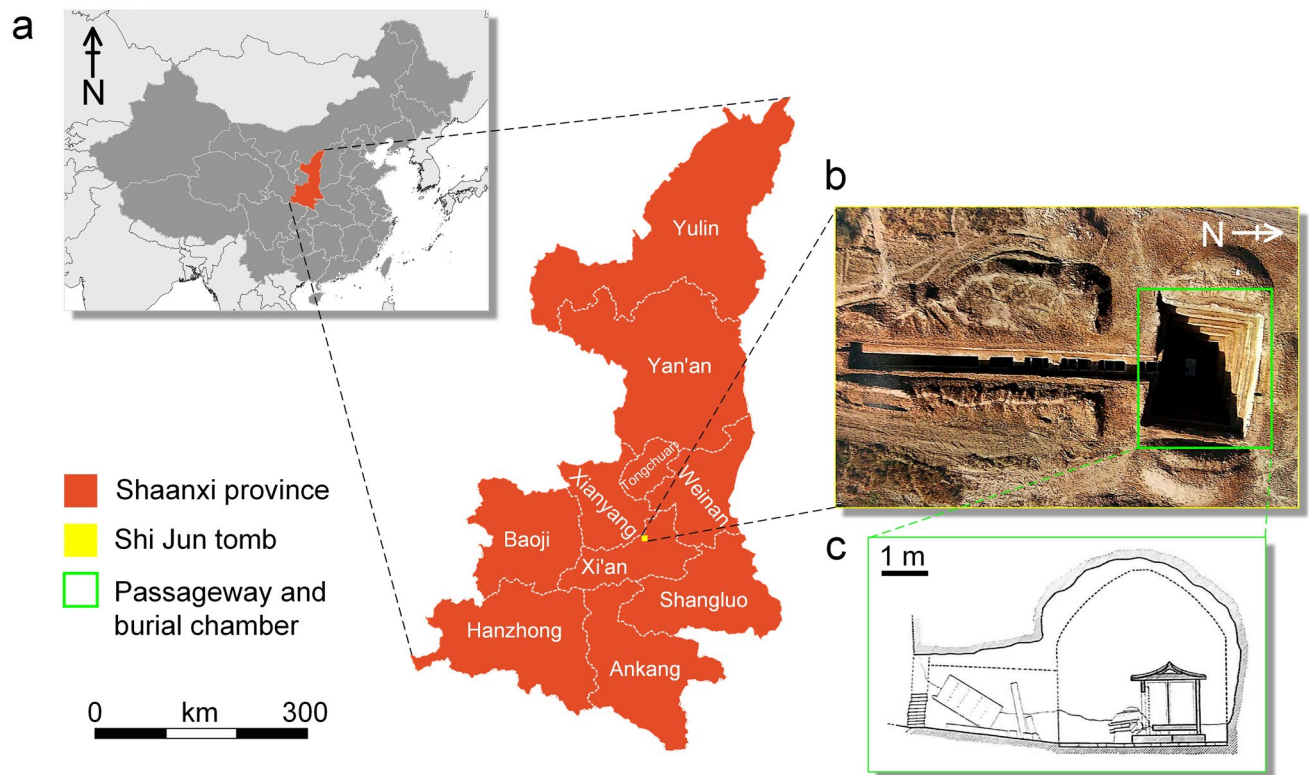 a
N
Yulin
Yan'an
Tongchuan
Xianyang
Weinan
Baoji
Xi'an
Shangluo
Hanzhong
Ankang
Shaanxi province
Shi Jun tomb
Passageway and
burial chamber
0 km 300
b
N
c
1 m